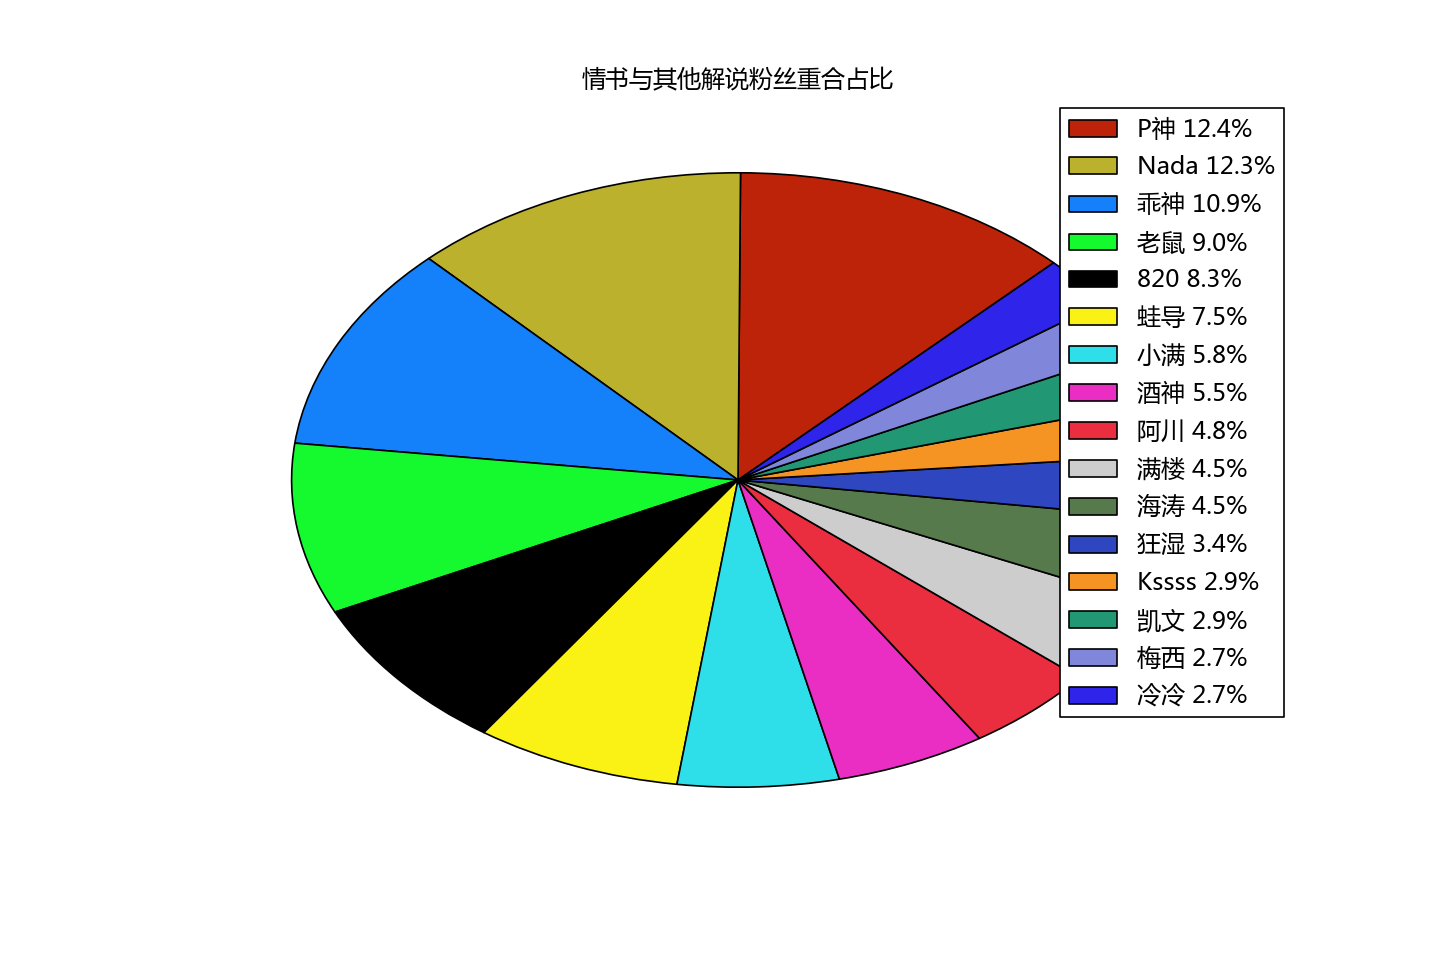 情书与其他解说粉丝重合占比
P神 12.4%
Nada 12.3%
乖神 10.9%
老鼠 9.0%
820 8.3%
蛙导 7.5%
小满 5.8%
酒神 5.5%
阿川 4.8%
满楼 4.5%
海涛 4.5%
狂湿 3.4%
Kssss 2.9%
凯文 2.9%
梅西 2.7%
冷冷 2.7%